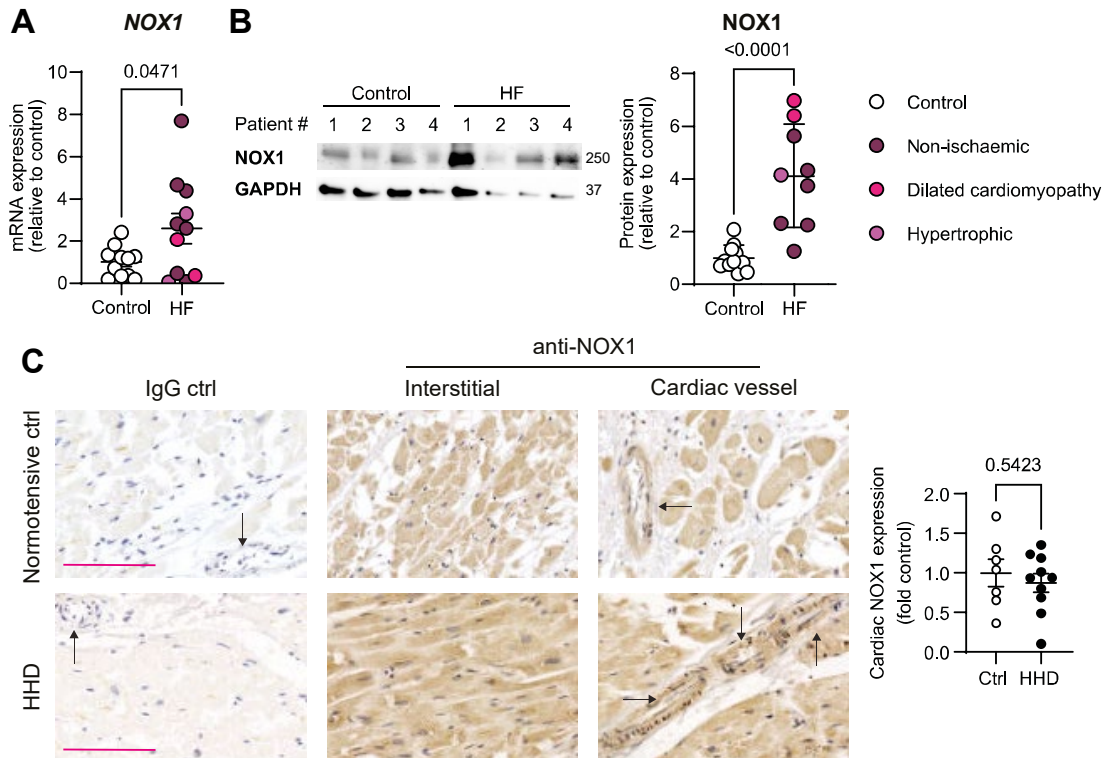 A
NOX1
0.0471
10
8
6
4
2
0
mRNA expression
(relative to control)
Control
HF
B
Control
HF
Patient #
1
2
3
4
1
2
3
4
NOX1
250
GAPDH
37
NOX1
<0.0001
8
6
4
2
0
Protein expression
(relative to control)
Control
HF
Control
Non-ischaemic
Dilated cardiomyopathy
Hypertrophic
C
anti-NOX1
IgG ctrl
Interstitial
Cardiac vessel
Normotensive ctrl
HHD
0.5423
2.0
1.5
1.0
0.5
0.0
Cardiac NOX1 expression
(fold control)
Ctrl
HHD